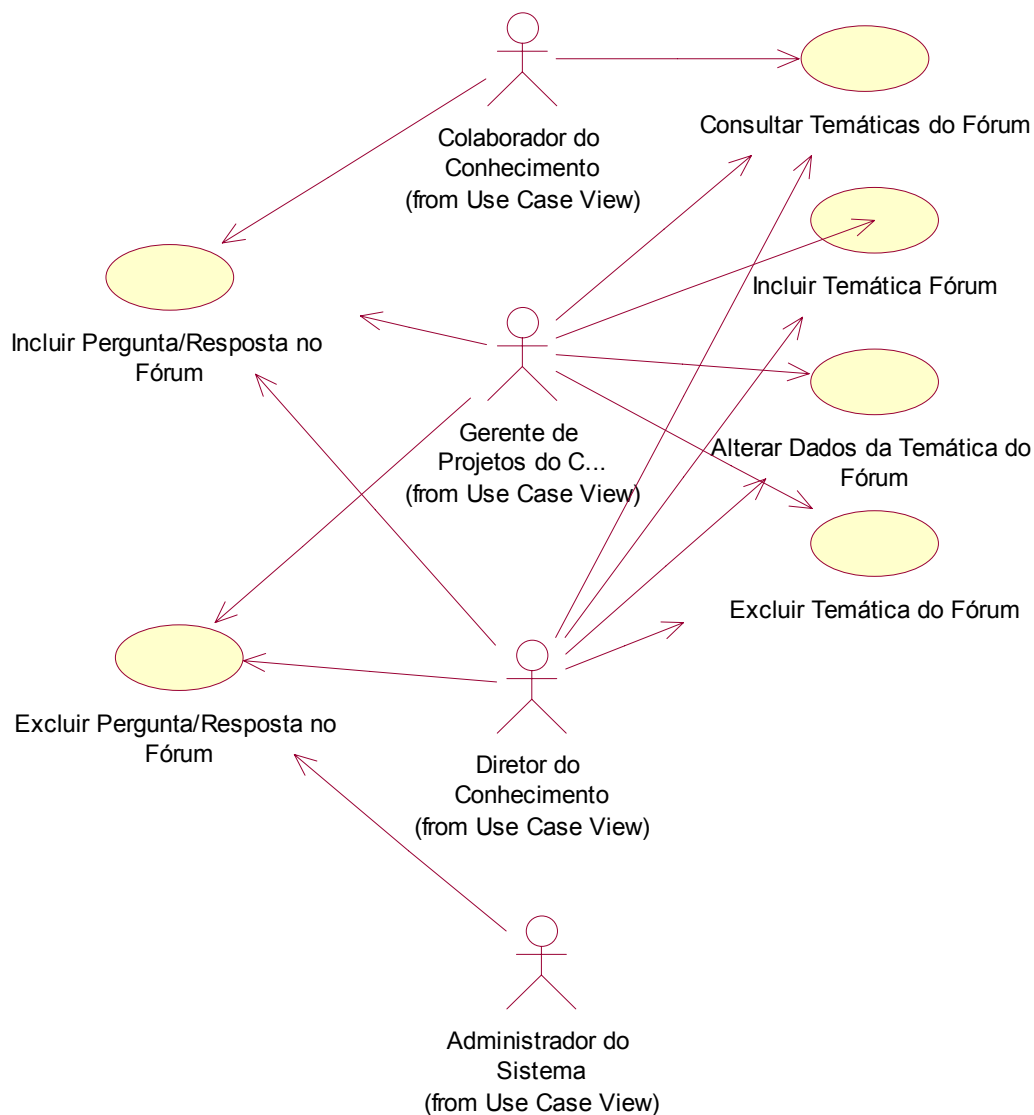 Colaborador do
Conhecimento
(from Use Case View)
Consultar Temáticas do Fórum
Incluir Temática Fórum
Incluir Pergunta/Resposta no
Fórum
Gerente de
Projetos do C...
(from Use Case View)
Alterar Dados da Temática do
Fórum
Excluir Temática do Fórum
Excluir Pergunta/Resposta no
Fórum
Diretor do
Conhecimento
(from Use Case View)
Administrador do
Sistema
(from Use Case View)